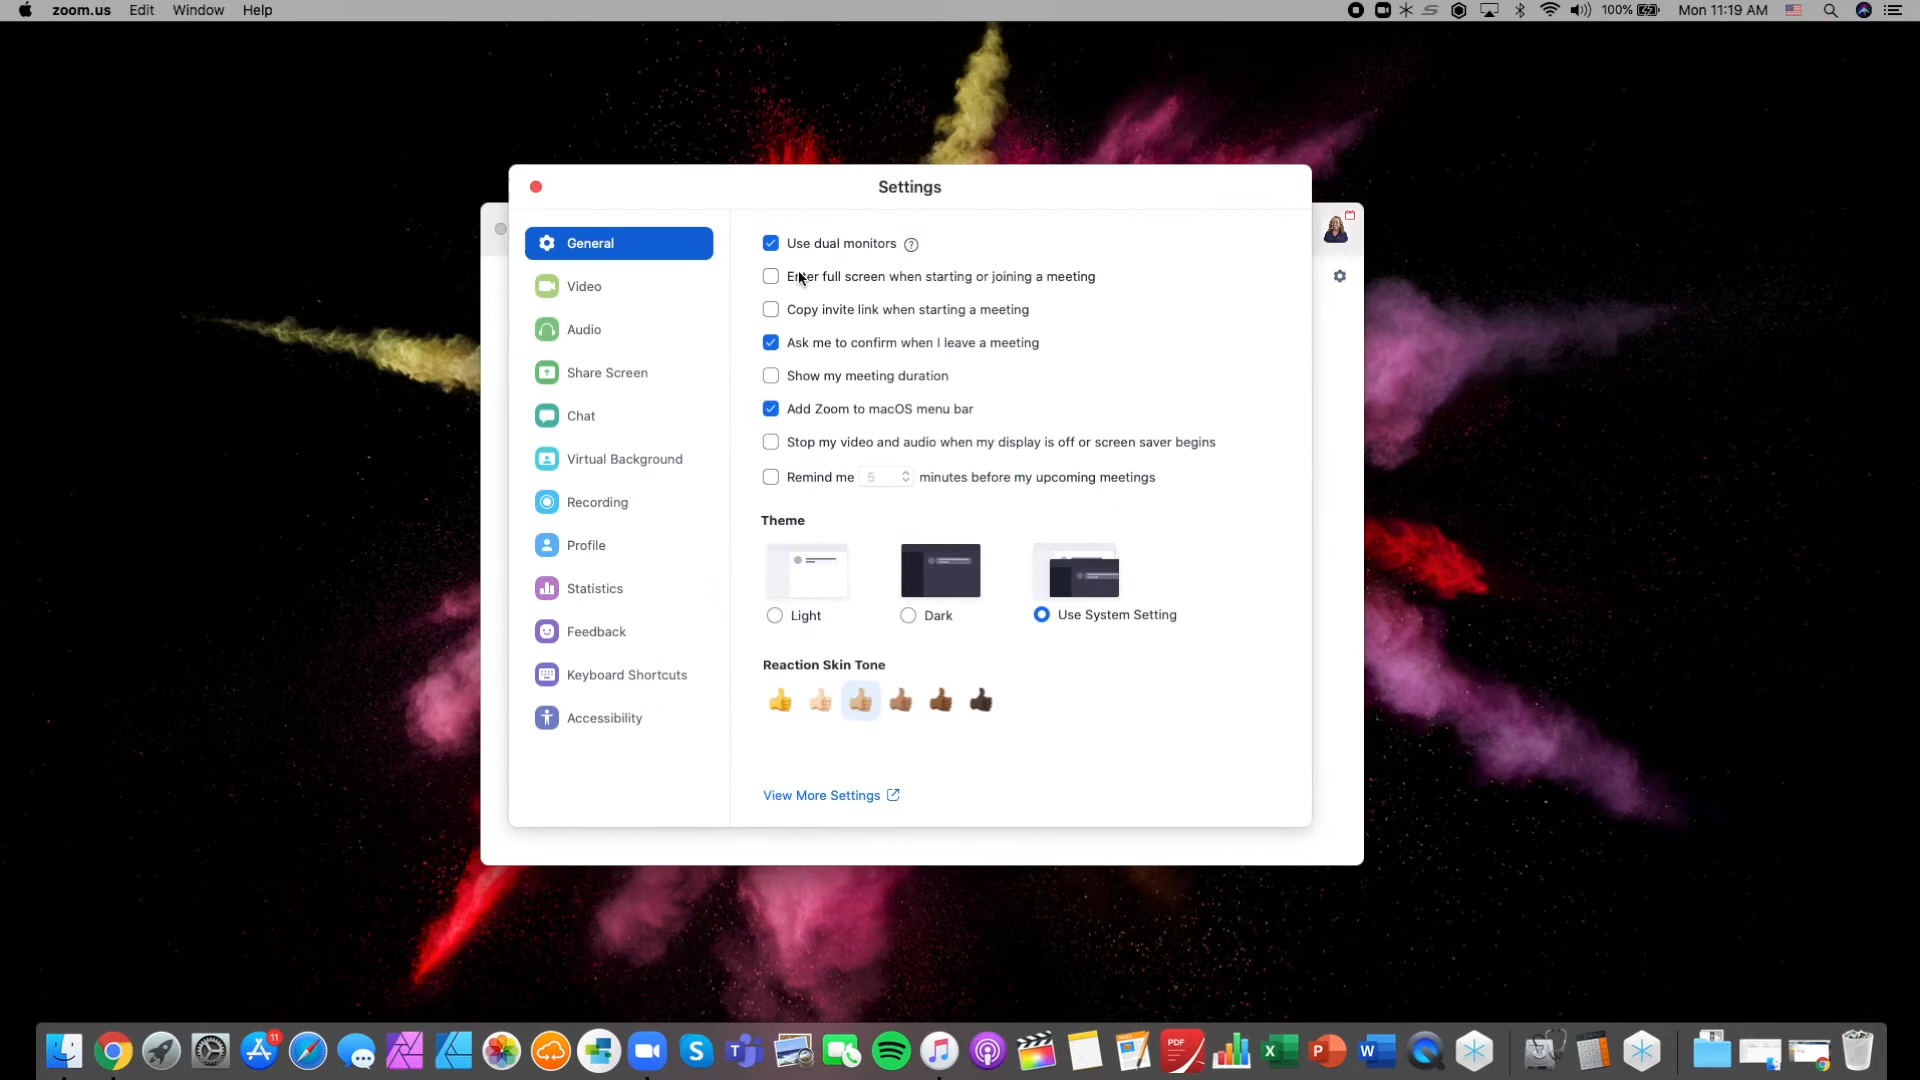 zoom.us Edit Window Help 100% Mon 11:19 AM
Settings
General
Video
Audio
Share Screen
Chat
Virtual Background
Recording
Profile
Statistics
Feedback
Keyboard Shortcuts
Accessibility
Use dual monitors ?
Enter full screen when starting or joining a meeting
Copy invite link when starting a meeting
Ask me to confirm when I leave a meeting
Show my meeting duration
Add Zoom to macOS menu bar
Stop my video and audio when my display is off or screen saver begins
Remind me 5 minutes before my upcoming meetings
Theme
Light Dark Use System Setting
Reaction Skin Tone
View More Settings
11 S T PDF X P W